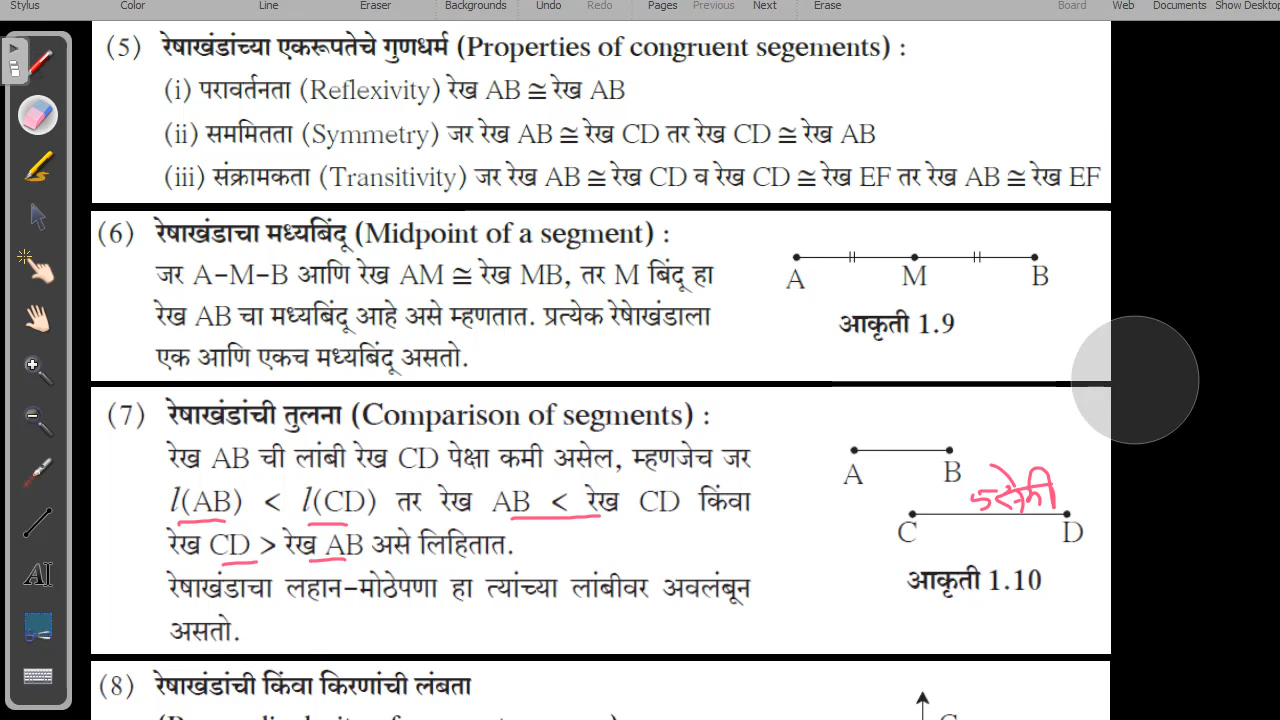 Stylus Color Line Eraser Backgrounds Undo Redo Pages Previous Next Erase Board Web Documents Show Desktop
(5) रेषाखंडांच्या एकरूपतेचे गुणधर्म (Properties of congruent segements) :
(i) परावर्तनता (Reflexivity) रेख AB ≅ रेख AB
(ii) सममितता (Symmetry) जर रेख AB ≅ रेख CD तर रेख CD ≅ रेख AB
(iii) संक्रामकता (Transitivity) जर रेख AB ≅ रेख CD व रेख CD ≅ रेख EF तर रेख AB ≅ रेख EF
(6) रेषाखंडाचा मध्यबिंदू (Midpoint of a segment) :
जर A-M-B आणि रेख AM ≅ रेख MB, तर M बिंदू हा
रेख AB चा मध्यबिंदू आहे असे म्हणतात. प्रत्येक रेषेखंडाला
एक आणि एकच मध्यबिंदू असतो.
A M B
आकृती 1.9
(7) रेषाखंडांची तुलना (Comparison of segments) :
रेख AB ची लांबी रेख CD पेक्षा कमी असेल, म्हणजेच जर
l(AB) < l(CD) तर रेख AB < रेख CD किंवा
रेख CD > रेख AB असे लिहितात.
रेषाखंडाचा लहान-मोठेपणा हा त्यांच्या लांबीवर अवलंबून
असतो.
A B
5 सेमी
C D
आकृती 1.10
(8) रेषाखंडांची किंवा किरणांची लंबता
AI